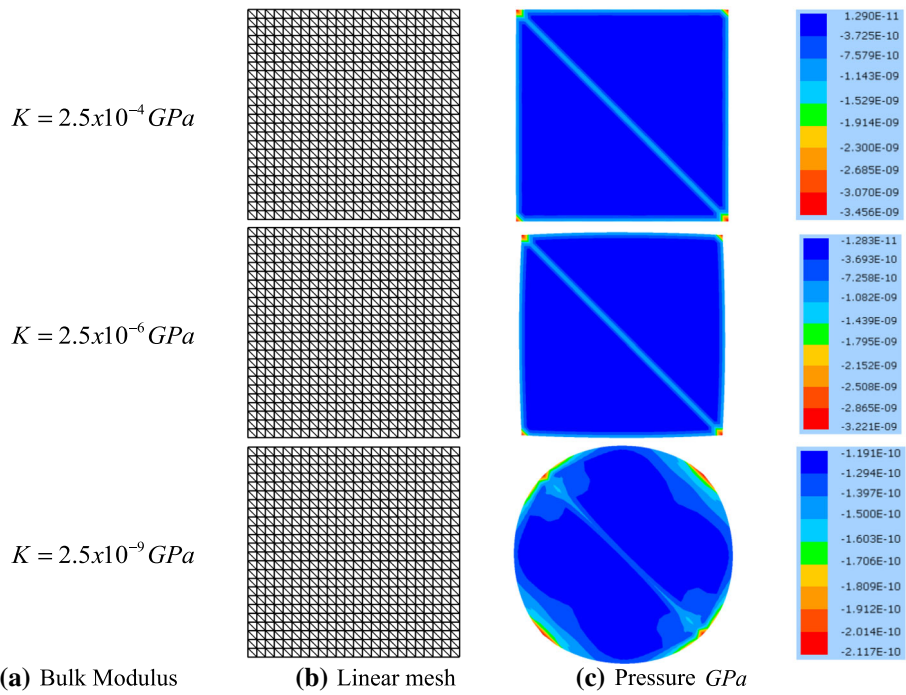 K = 2.5x10⁻⁴ GPa
1.290E-11
-3.725E-10
-7.579E-10
-1.143E-09
-1.529E-09
-1.914E-09
-2.300E-09
-2.685E-09
-3.070E-09
-3.456E-09
K = 2.5x10⁻⁶ GPa
-1.283E-11
-3.693E-10
-7.258E-10
-1.082E-09
-1.439E-09
-1.795E-09
-2.152E-09
-2.508E-09
-2.865E-09
-3.221E-09
K = 2.5x10⁻⁹ GPa
-1.191E-10
-1.294E-10
-1.397E-10
-1.500E-10
-1.603E-10
-1.706E-10
-1.809E-10
-1.912E-10
-2.014E-10
-2.117E-10
(a) Bulk Modulus
(b) Linear mesh
(c) Pressure GPa